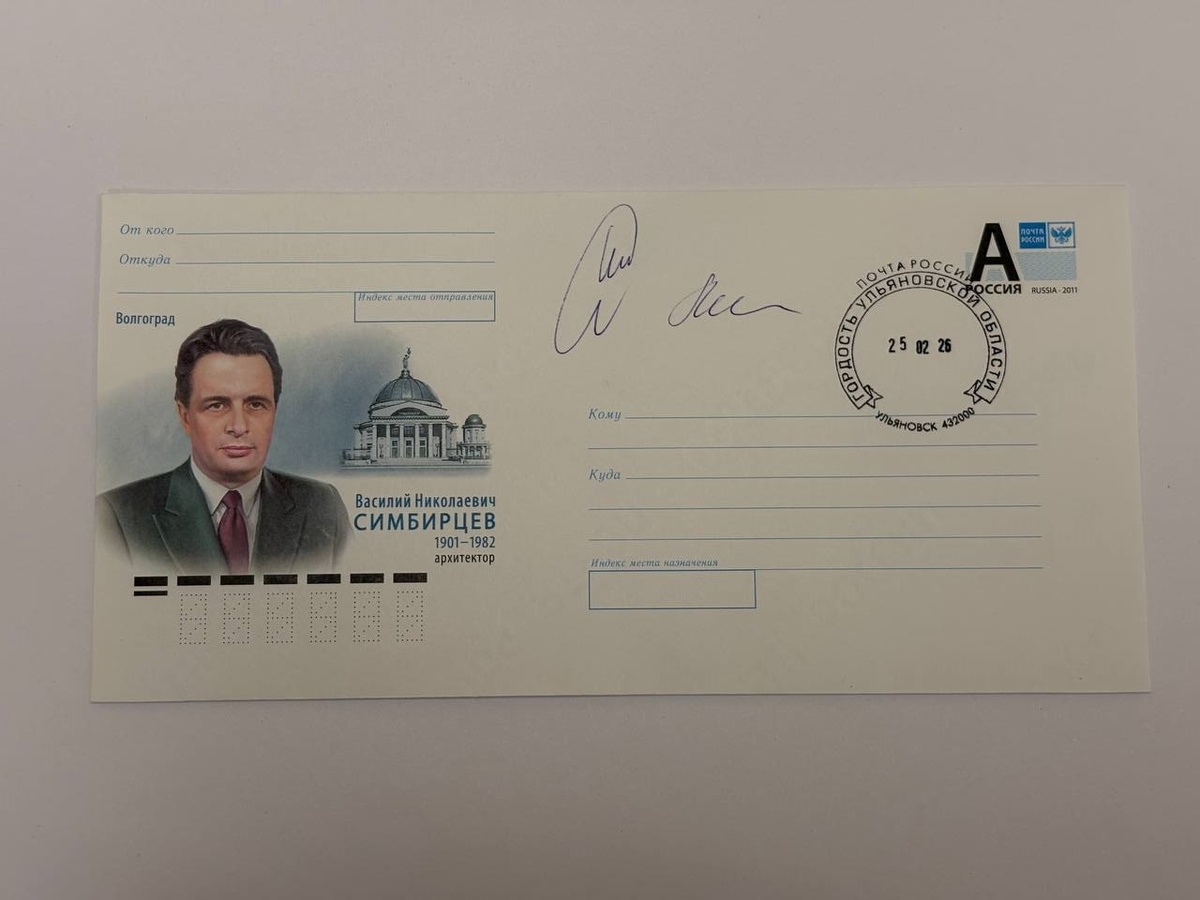 От кого
Откуда
Индекс места отправления
Волгоград
Василий Николаевич
СИМБИРЦЕВ
1901–1982
архитектор
ПОЧТА РОССИИ
А
РОССИЯ
RUSSIA · 2011
ПОЧТА РОССИИ
ГОРДОСТЬ УЛЬЯНОВСКОЙ ОБЛАСТИ
25 02 26
УЛЬЯНОВСК 432000
Кому
Куда
Индекс места назначения